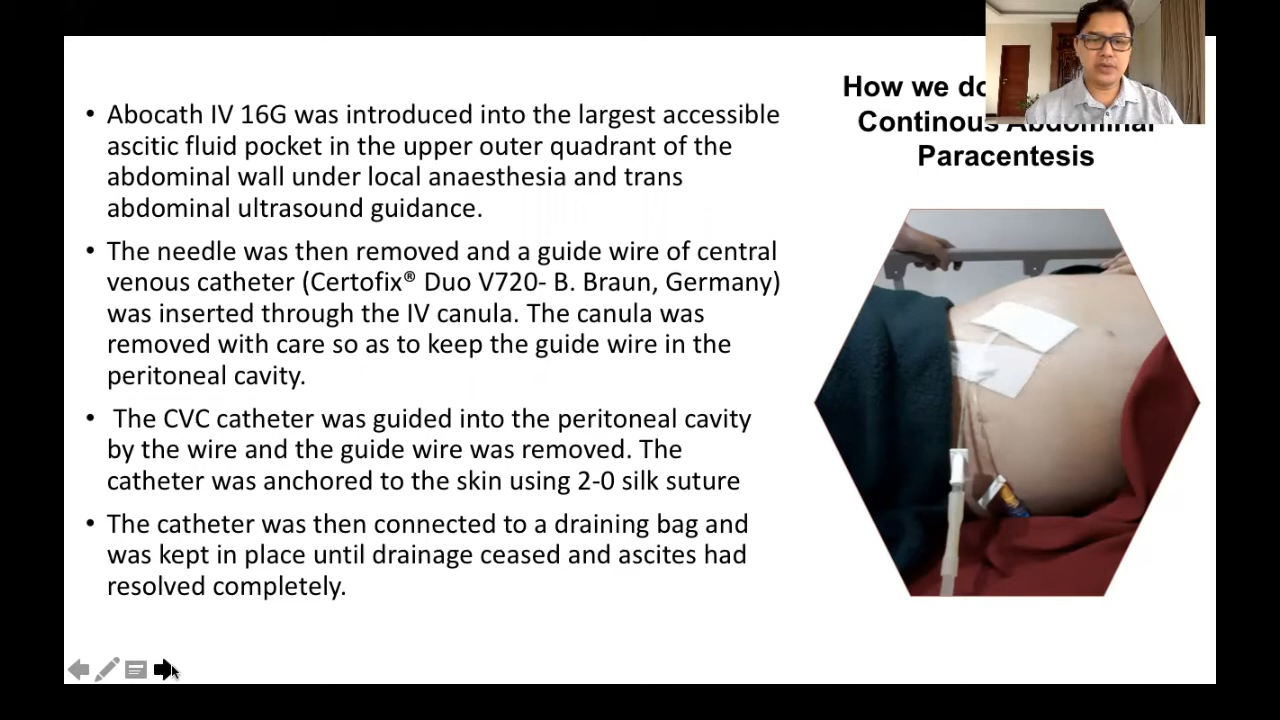 How we do
Continous Abdominal
Paracentesis
• Abocath IV 16G was introduced into the largest accessible
ascitic fluid pocket in the upper outer quadrant of the
abdominal wall under local anaesthesia and trans
abdominal ultrasound guidance.
• The needle was then removed and a guide wire of central
venous catheter (Certofix® Duo V720- B. Braun, Germany)
was inserted through the IV canula. The canula was
removed with care so as to keep the guide wire in the
peritoneal cavity.
• The CVC catheter was guided into the peritoneal cavity
by the wire and the guide wire was removed. The
catheter was anchored to the skin using 2-0 silk suture
• The catheter was then connected to a draining bag and
was kept in place until drainage ceased and ascites had
resolved completely.